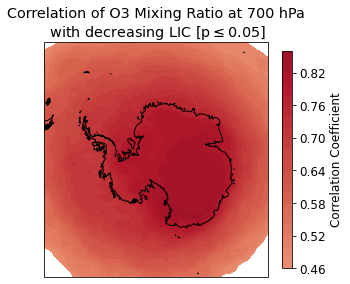 Correlation of O3 Mixing Ratio at 700 hPa
with decreasing LIC [p ≤ 0.05]
0.82
0.76
0.70
0.64
0.58
0.52
0.46
Correlation Coefficient